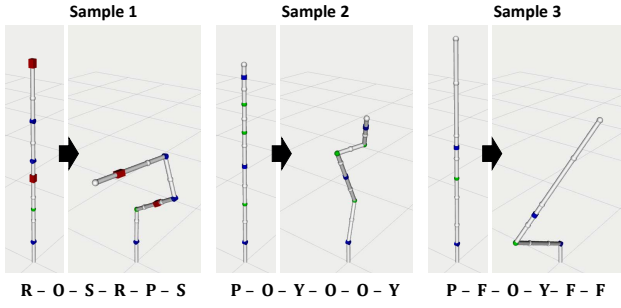 Sample 1
Sample 2
Sample 3
R – O – S – R – P – S
P – O – Y – O – O – Y
P – F – O – Y – F – F